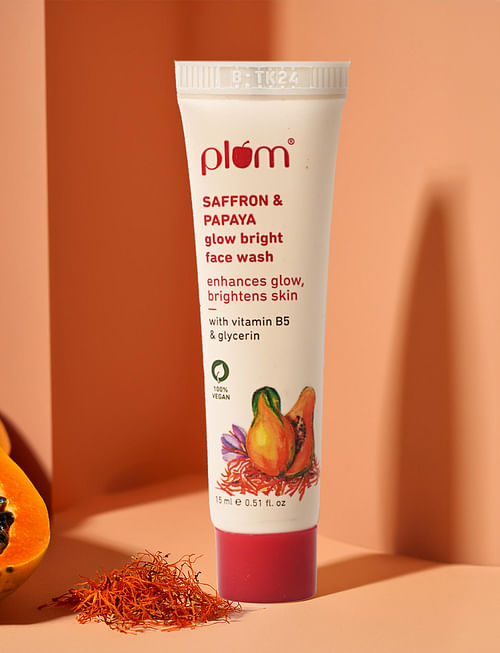 B·TK24
plum®
SAFFRON &
PAPAYA
glow bright
face wash
enhances glow,
brightens skin
with vitamin B5
& glycerin
100%
VEGAN
15 ml e 0.51 fl. oz